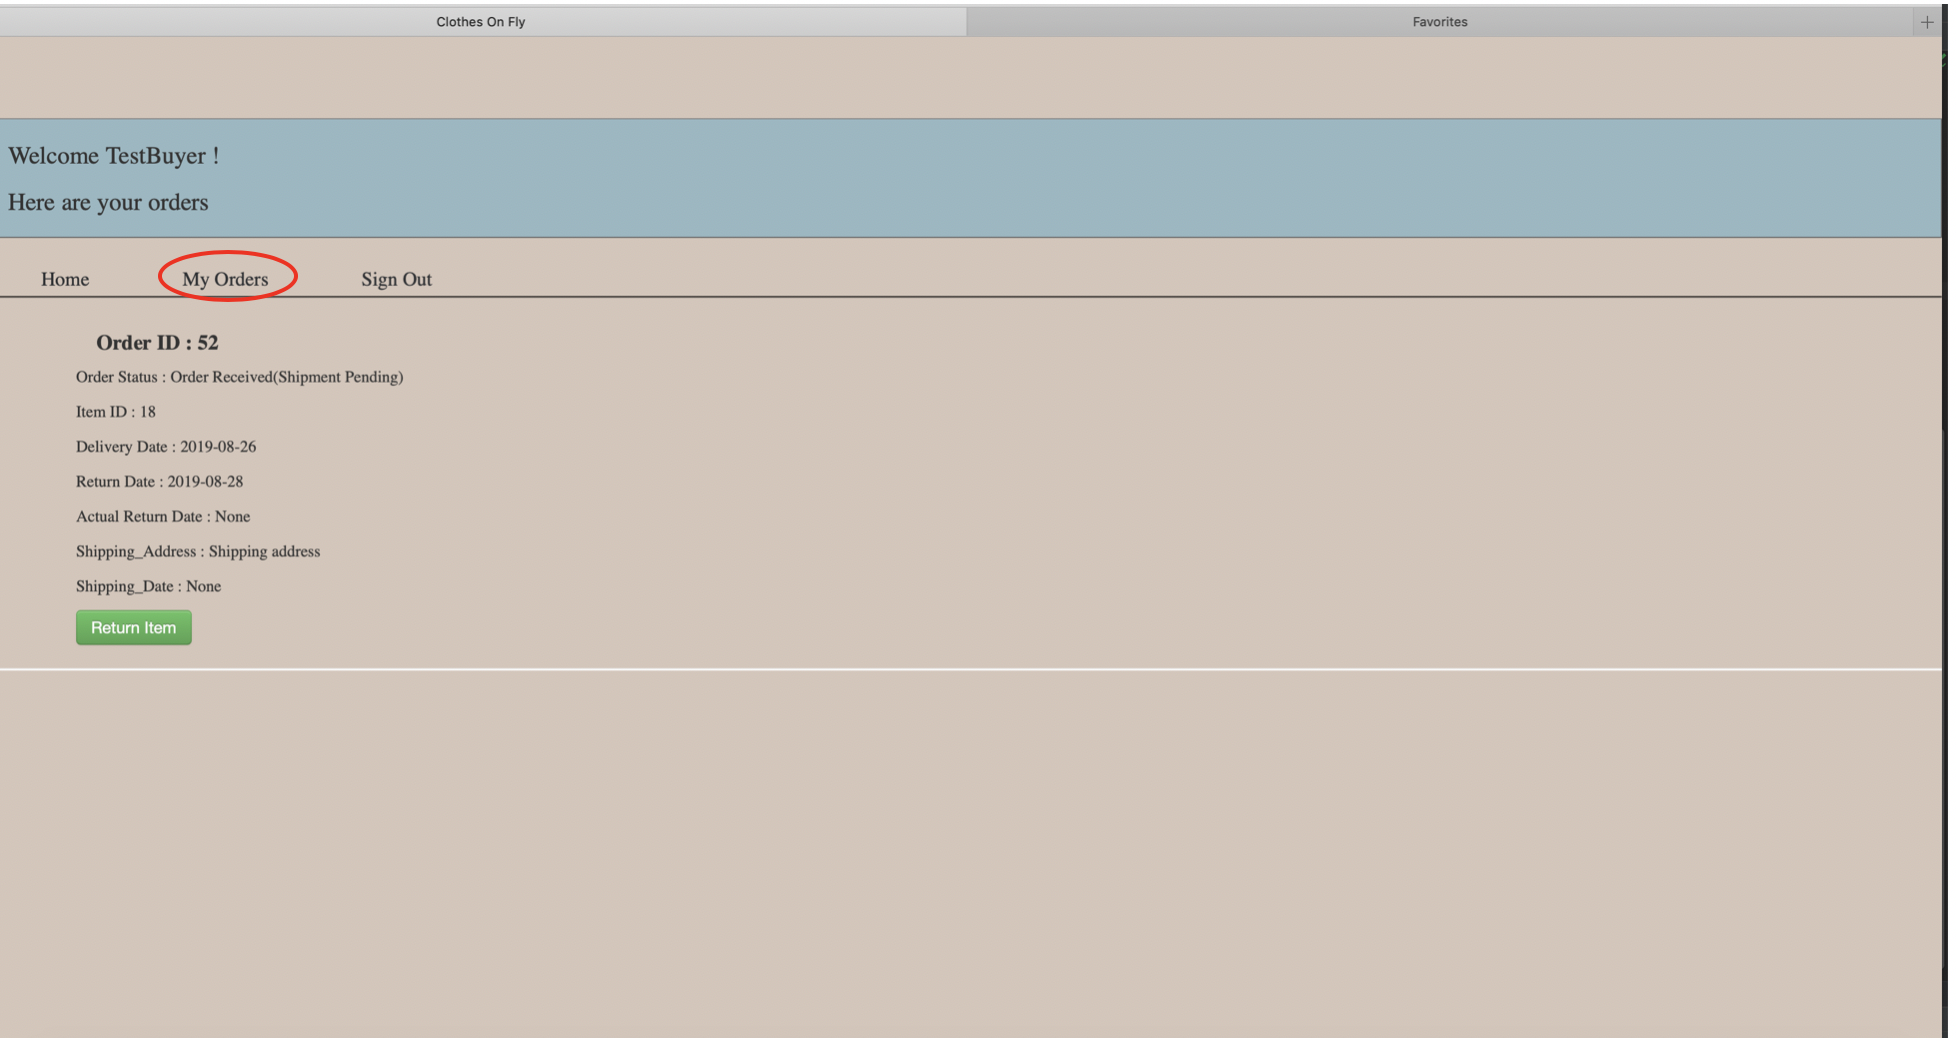 Clothes On Fly
Favorites
Welcome TestBuyer !
Here are your orders
Home
My Orders
Sign Out
Order ID : 52
Order Status : Order Received(Shipment Pending)
Item ID : 18
Delivery Date : 2019-08-26
Return Date : 2019-08-28
Actual Return Date : None
Shipping_Address : Shipping address
Shipping_Date : None
Return Item